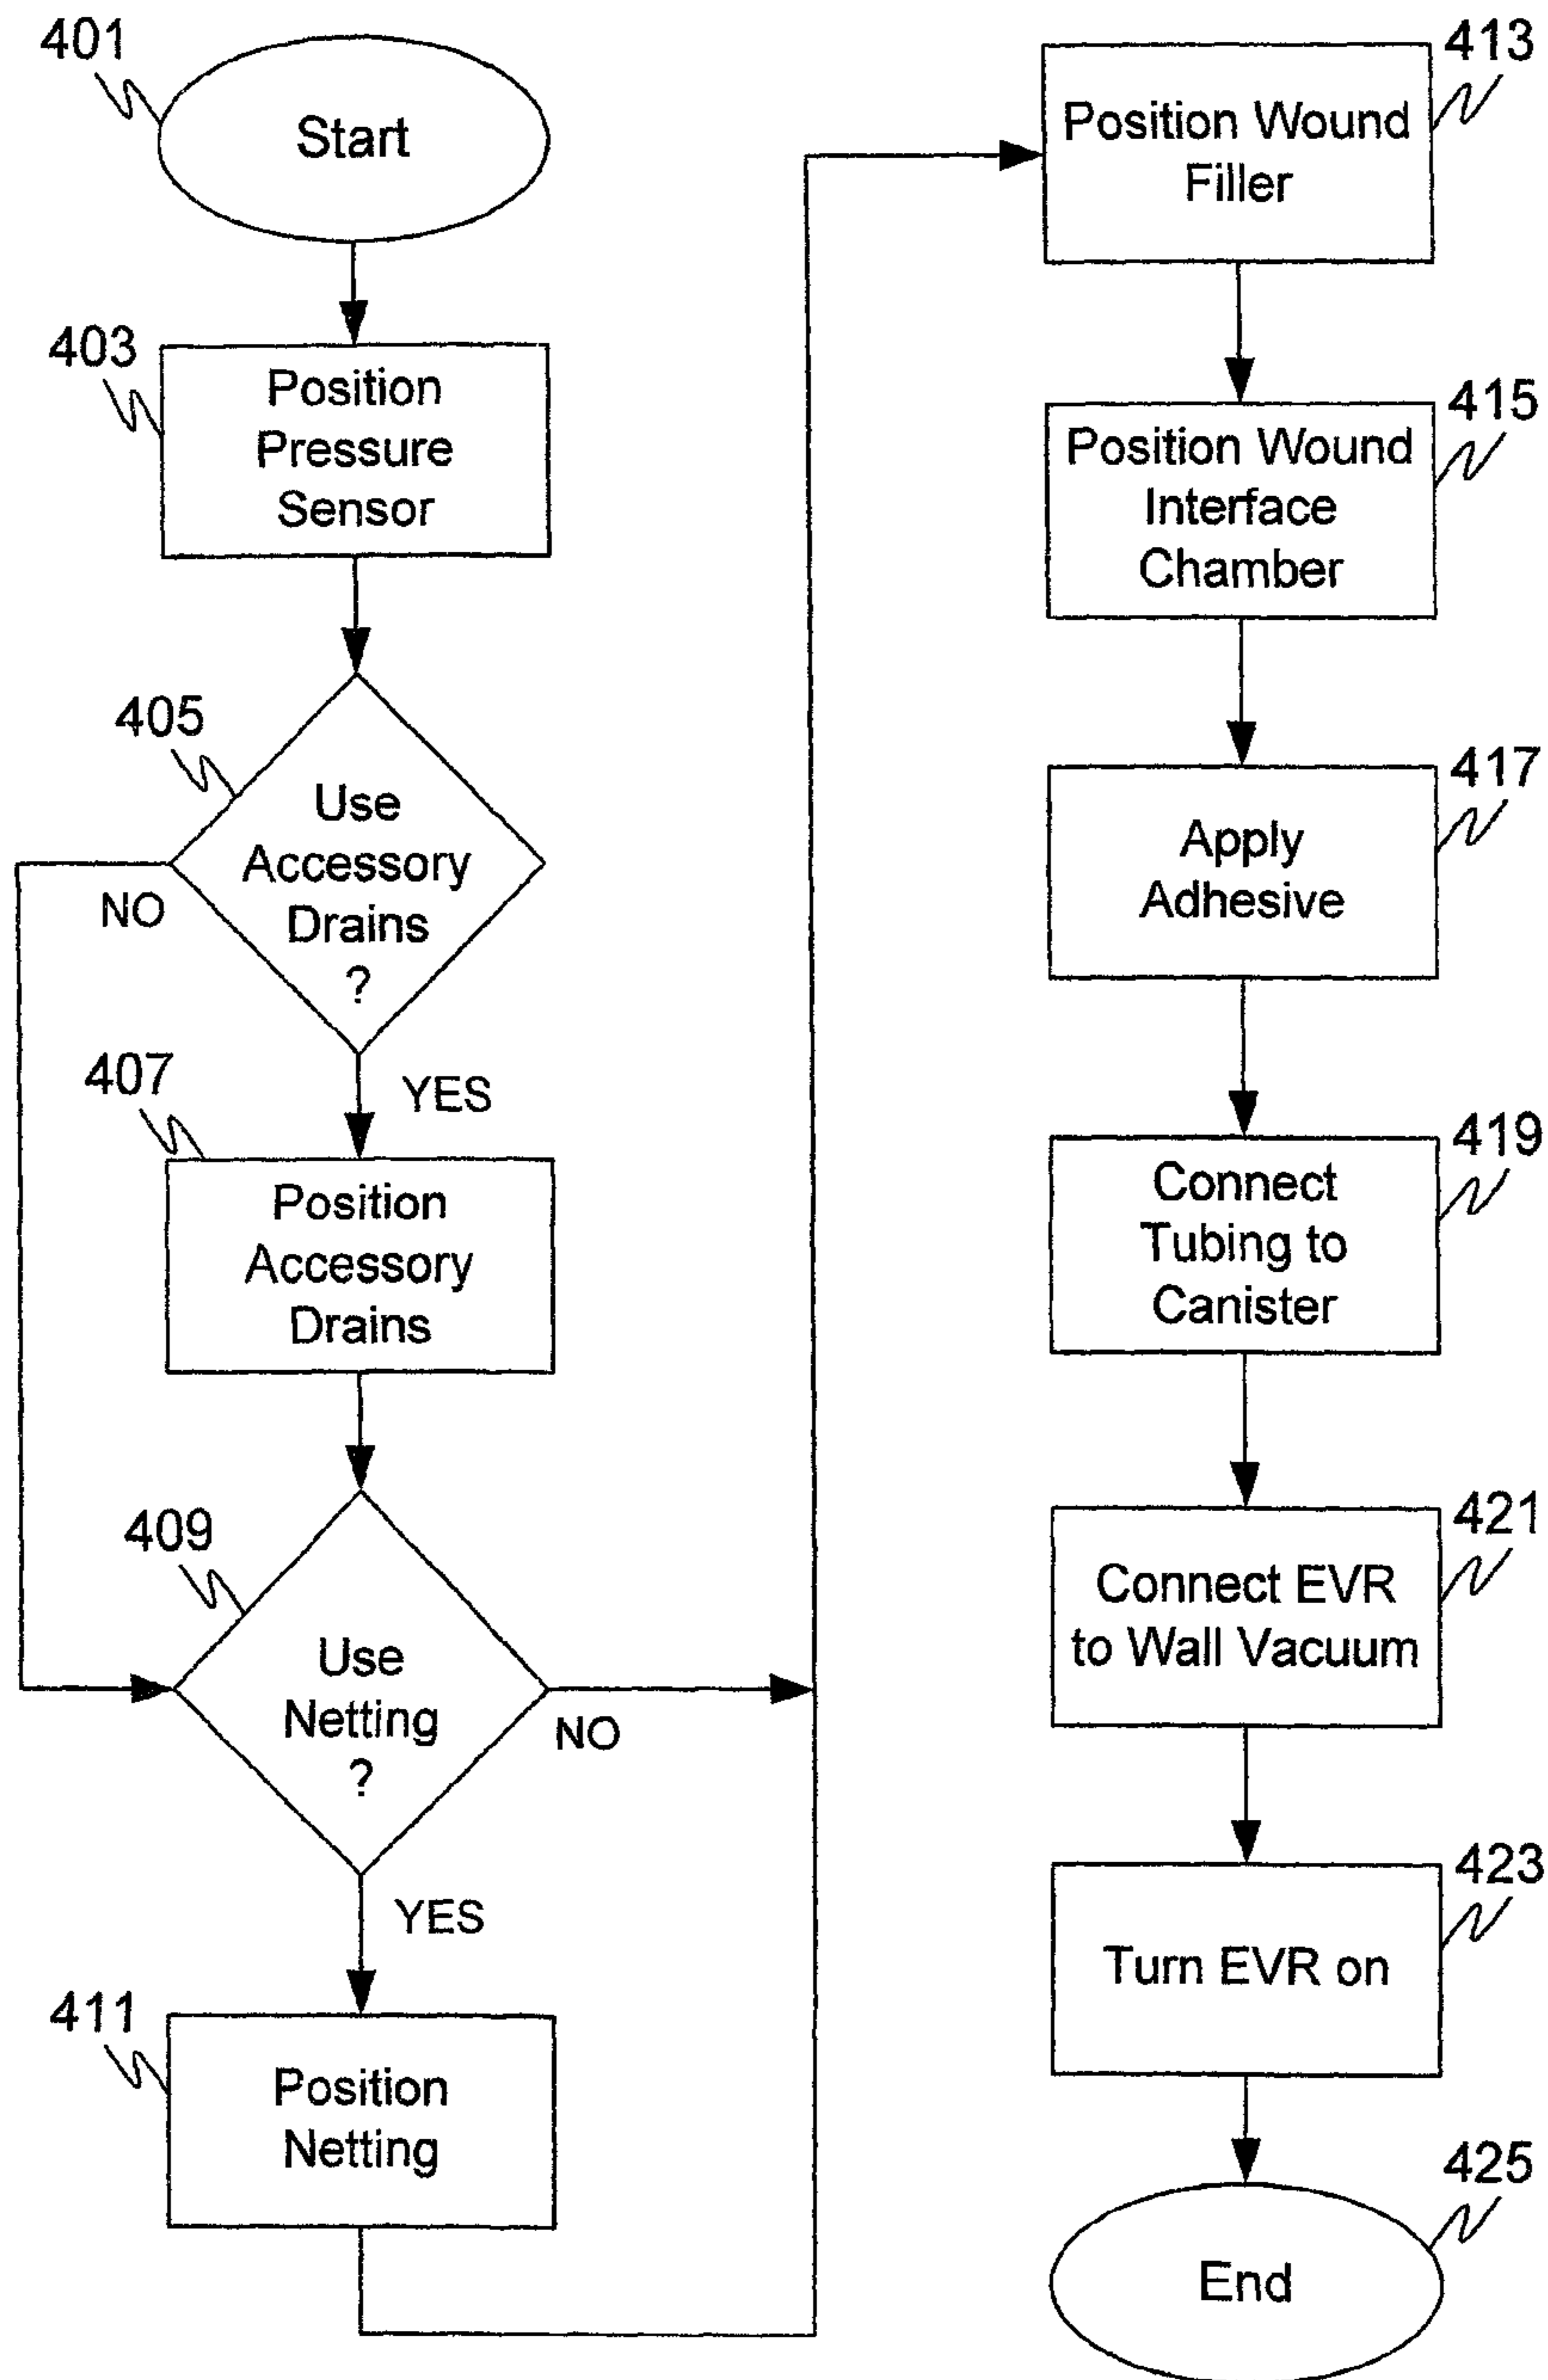 401
Start
403
Position
Pressure
Sensor
405
Use
Accessory
Drains
?
NO
YES
407
Position
Accessory
Drains
409
Use
Netting
?
NO
YES
411
Position
Netting
413
Position Wound
Filler
415
Position Wound
Interface
Chamber
417
Apply
Adhesive
419
Connect
Tubing to
Canister
421
Connect EVR
to Wall Vacuum
423
Turn EVR on
425
End